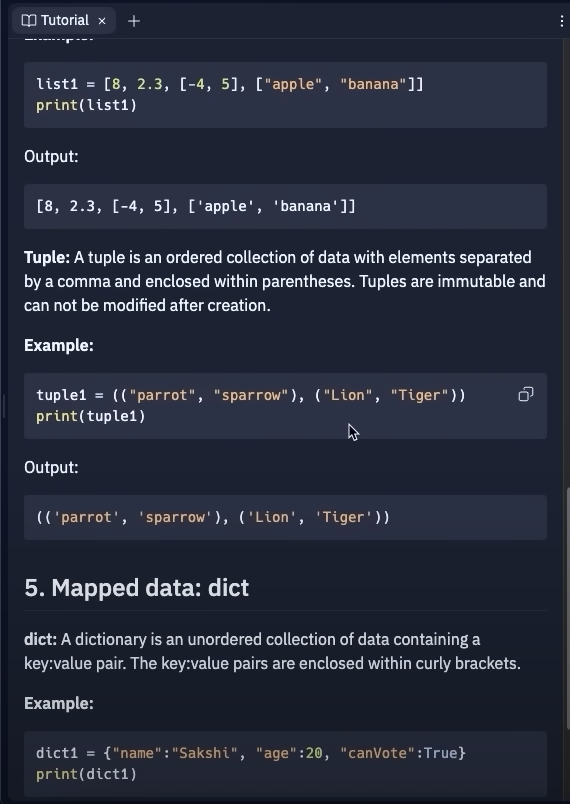 Tutorial × +
Example:
list1 = [8, 2.3, [-4, 5], ["apple", "banana"]]
print(list1)
Output:
[8, 2.3, [-4, 5], ['apple', 'banana']]
Tuple: A tuple is an ordered collection of data with elements separated
by a comma and enclosed within parentheses. Tuples are immutable and
can not be modified after creation.
Example:
tuple1 = (("parrot", "sparrow"), ("Lion", "Tiger"))
print(tuple1)
Output:
(('parrot', 'sparrow'), ('Lion', 'Tiger'))
5. Mapped data: dict
dict: A dictionary is an unordered collection of data containing a
key:value pair. The key:value pairs are enclosed within curly brackets.
Example:
dict1 = {"name":"Sakshi", "age":20, "canVote":True}
print(dict1)